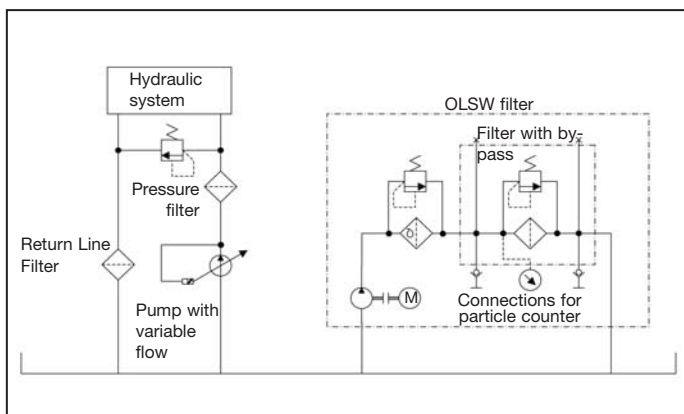 Hydraulic
system
OLSW filter
Filter with by-
pass
Pressure
filter
Return Line
Filter
Pump with
variable
flow
M
Connections for
particle counter